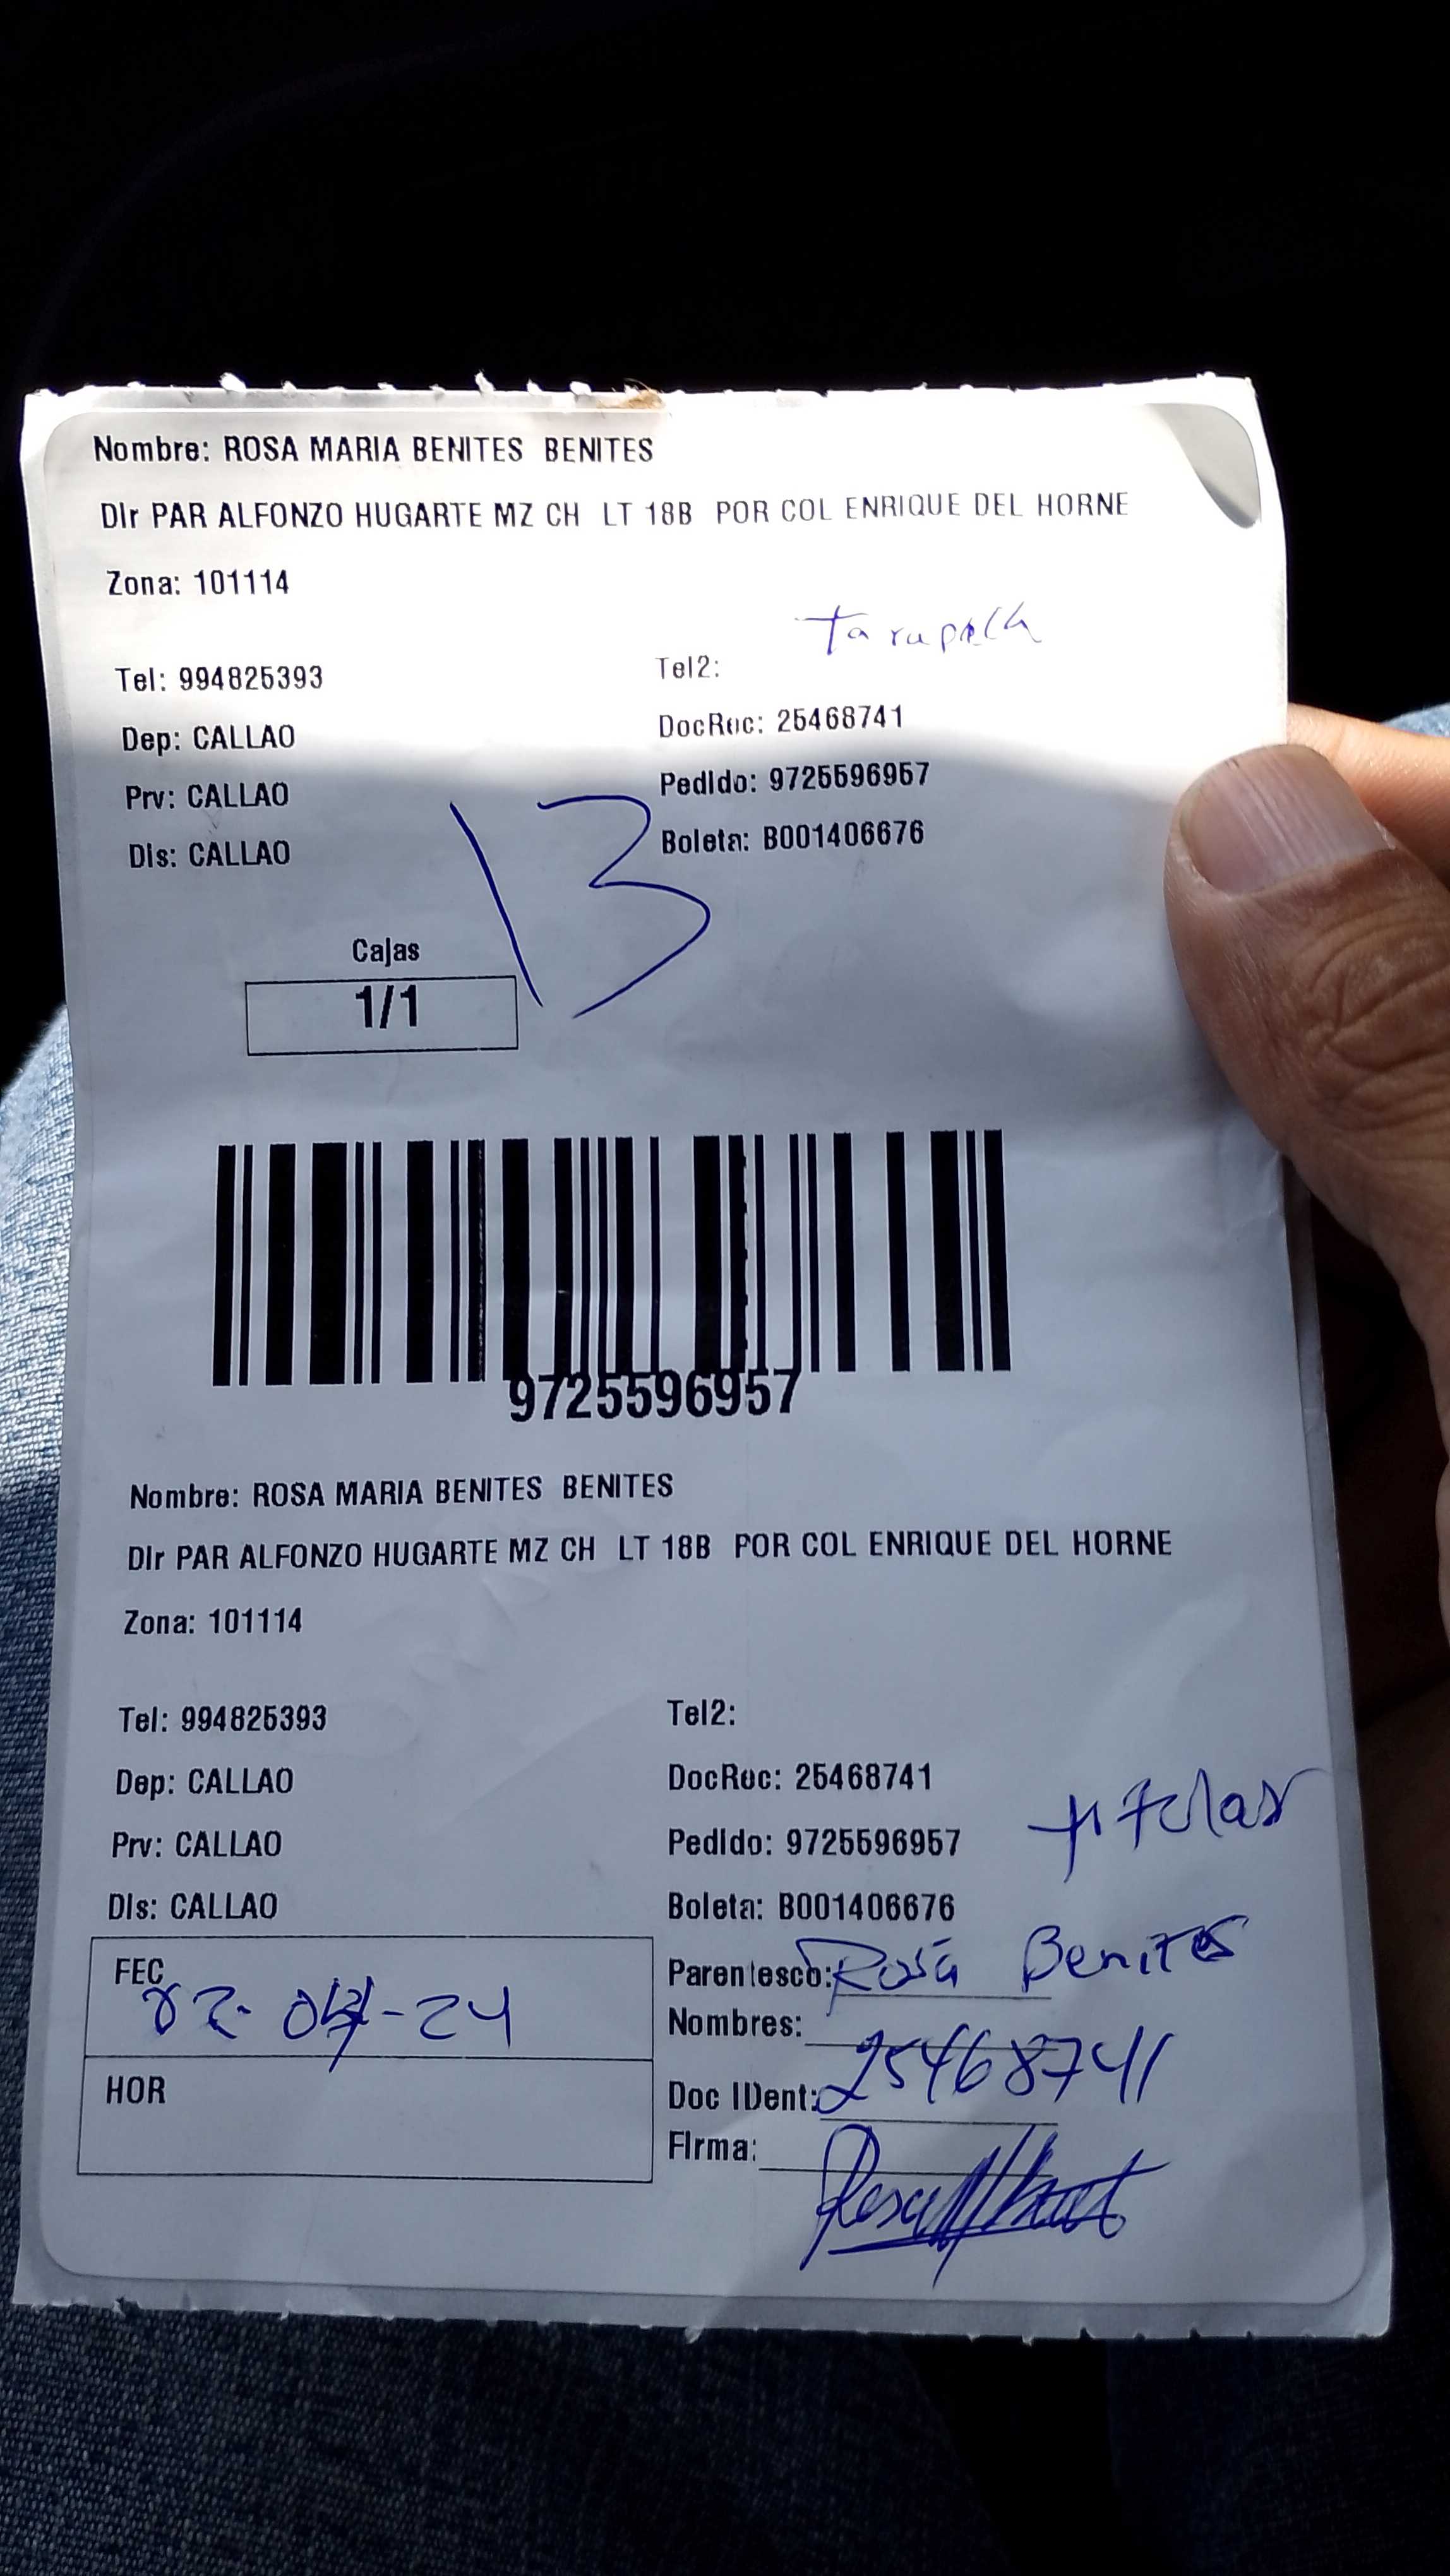 Nombre: ROSA MARIA BENITES BENITES
Dir PAR ALFONZO HUGARTE MZ CH LT 18B POR COL ENRIQUE DEL HORNE
Zona: 101114
Tel: 994825393 Tel2:
Dep: CALLAO DocRec: 25468741
Prv: CALLAO Pedido: 9725596957
Dis: CALLAO Boleta: B001406676
13
Cajas
1/1
9725596957
Nombre: ROSA MARIA BENITES BENITES
Dir PAR ALFONZO HUGARTE MZ CH LT 18B POR COL ENRIQUE DEL HORNE
Zona: 101114
Tel: 994825393 Tel2:
Dep: CALLAO DocRec: 25468741
Prv: CALLAO Pedido: 9725596957 titular
Dis: CALLAO Boleta: B001406676
FEC Parentesco: Rosa Benites
Nombres:
HOR Doc IDent: 25468741
Firma: